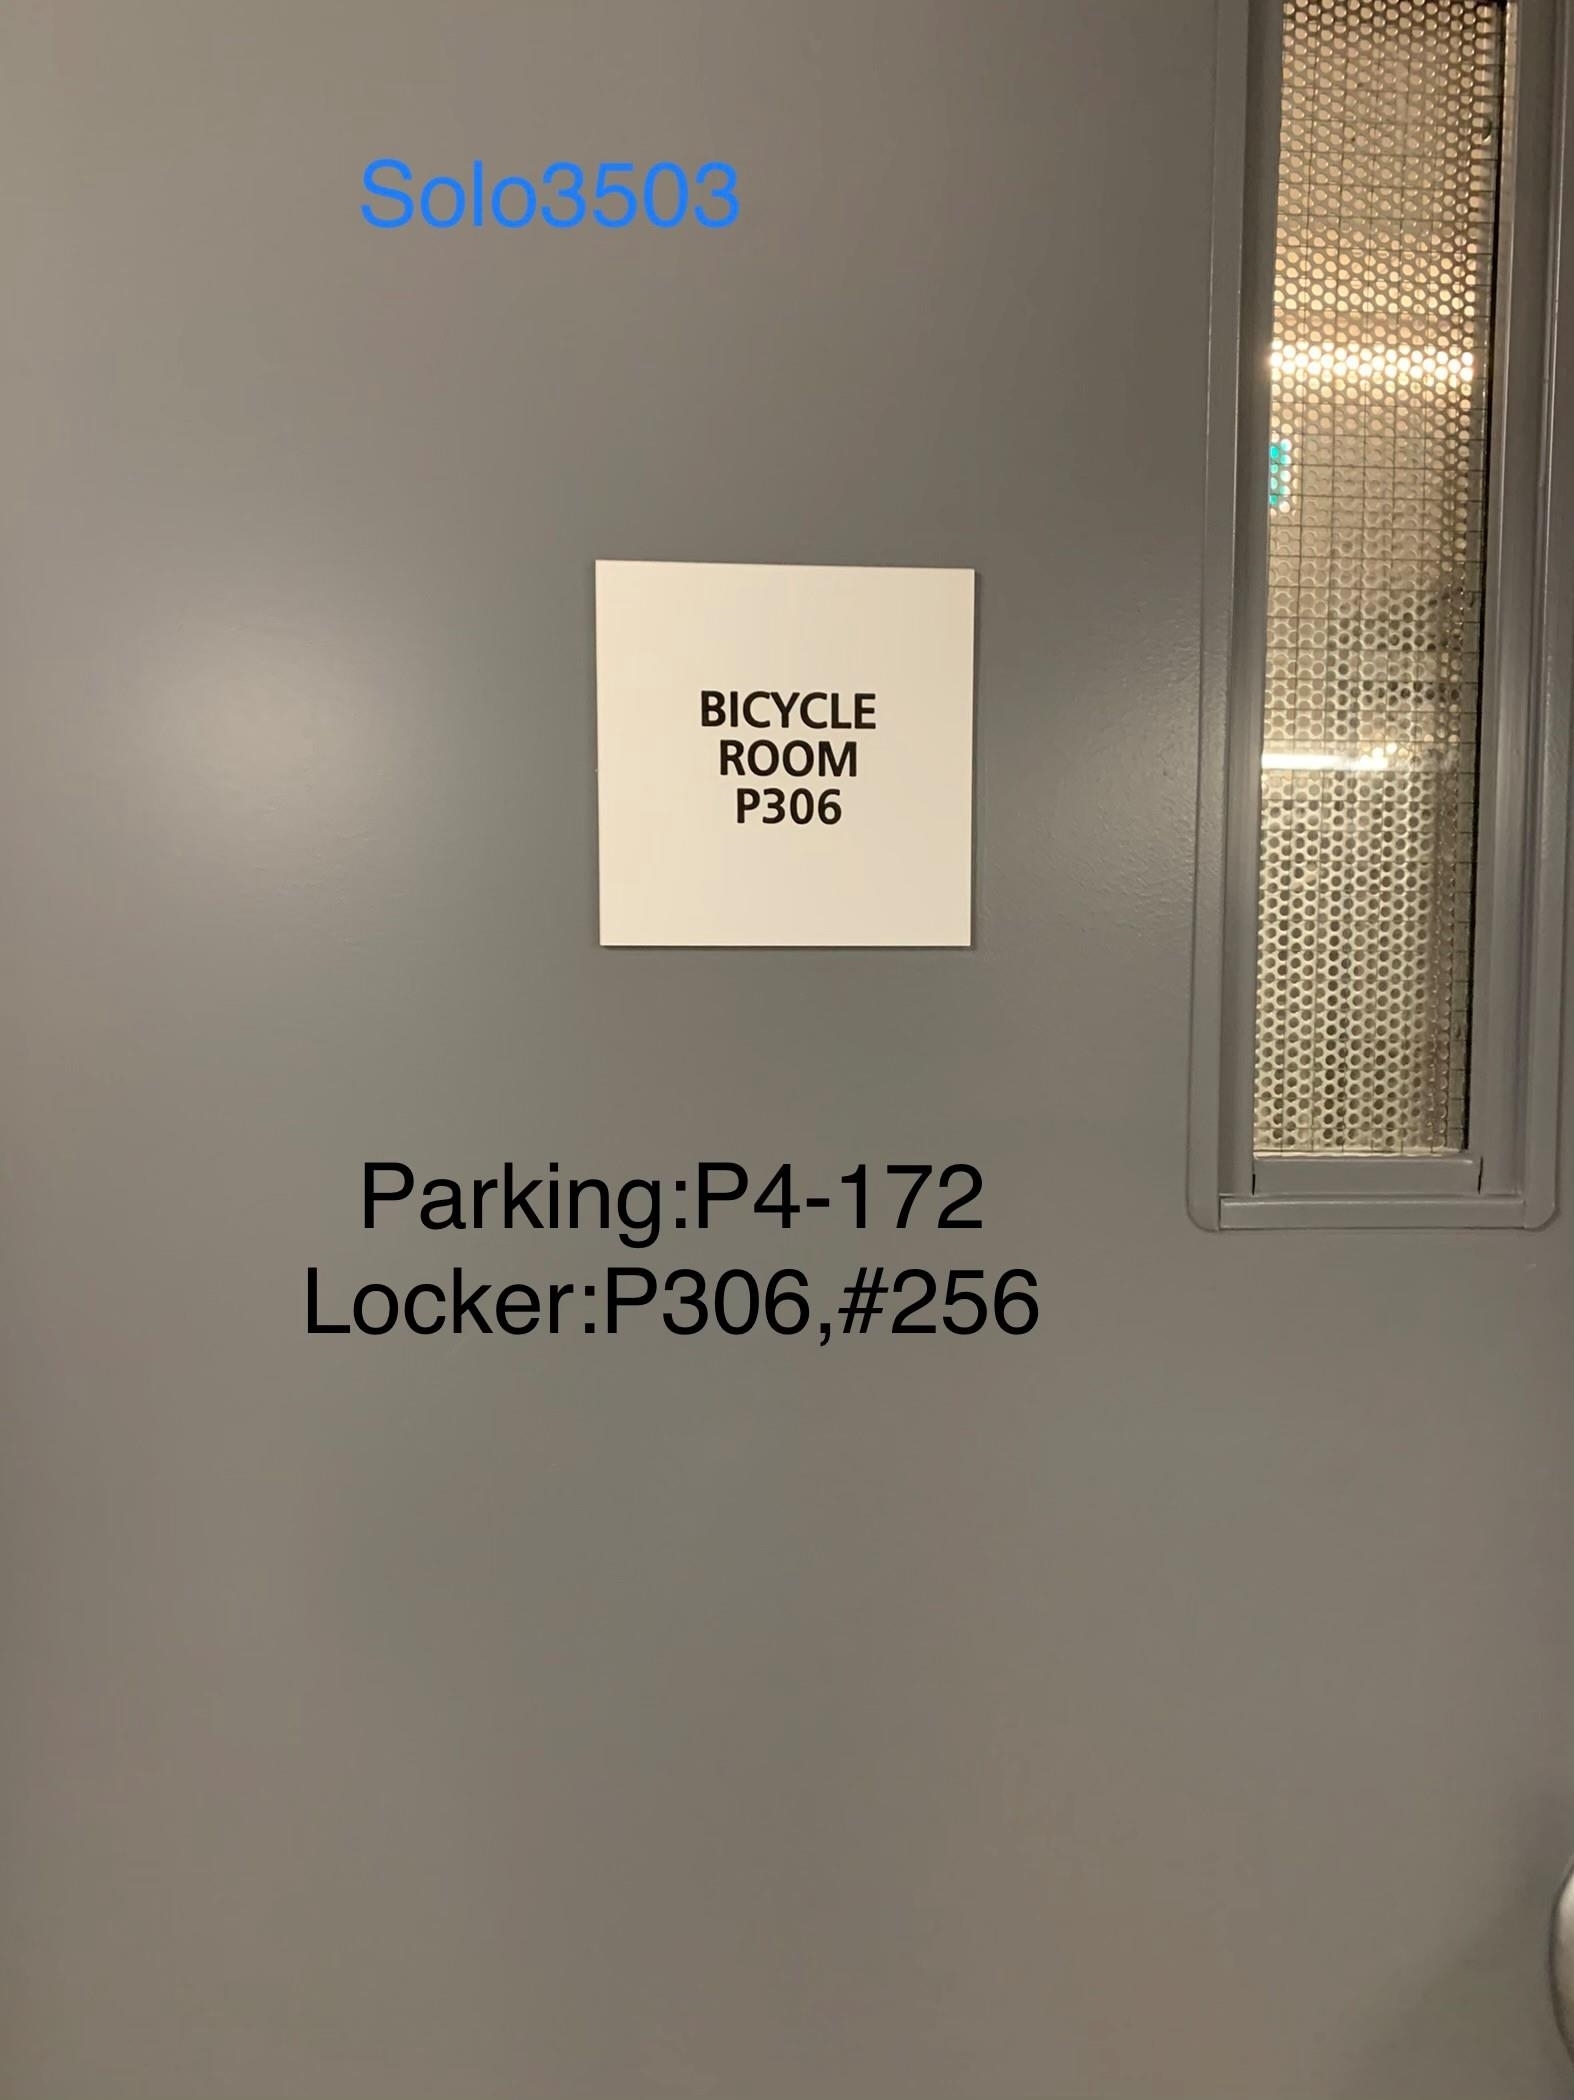 Solo3503
BICYCLE
ROOM
P306
Parking:P4-172
Locker:P306,#256